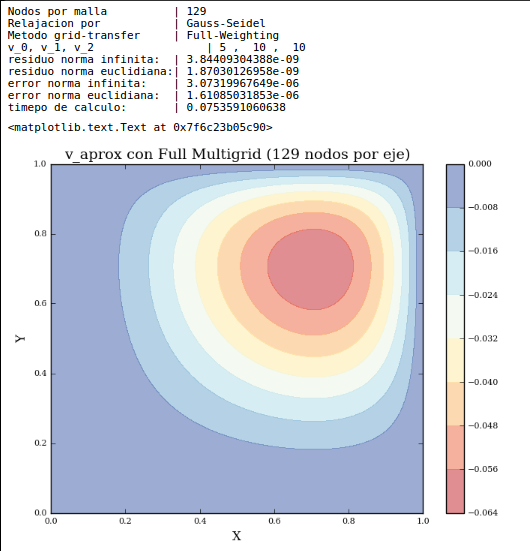 Nodos por malla | 129
Relajacion por | Gauss-Seidel
Metodo grid-transfer | Full-Weighting
v_0, v_1, v_2 | 5 , 10 , 10
residuo norma infinita: | 3.84409304388e-09
residuo norma euclidiana:| 1.87030126958e-09
error norma infinita: | 3.07319967649e-06
error norma euclidiana: | 1.61085031853e-06
timepo de calculo: | 0.0753591060638
<matplotlib.text.Text at 0x7f6c23b05c90>
v_aprox con Full Multigrid (129 nodos por eje)
1.0
0.8
0.6
0.4
0.2
0.0
Y
0.0 0.2 0.4 0.6 0.8 1.0
X
0.000
−0.008
−0.016
−0.024
−0.032
−0.040
−0.048
−0.056
−0.064